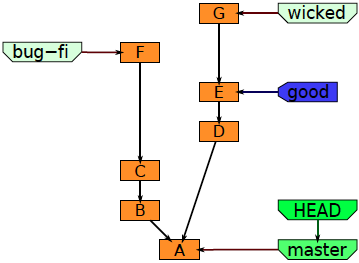 G wicked
bug−fi F
E good
D
C
B HEAD
A master